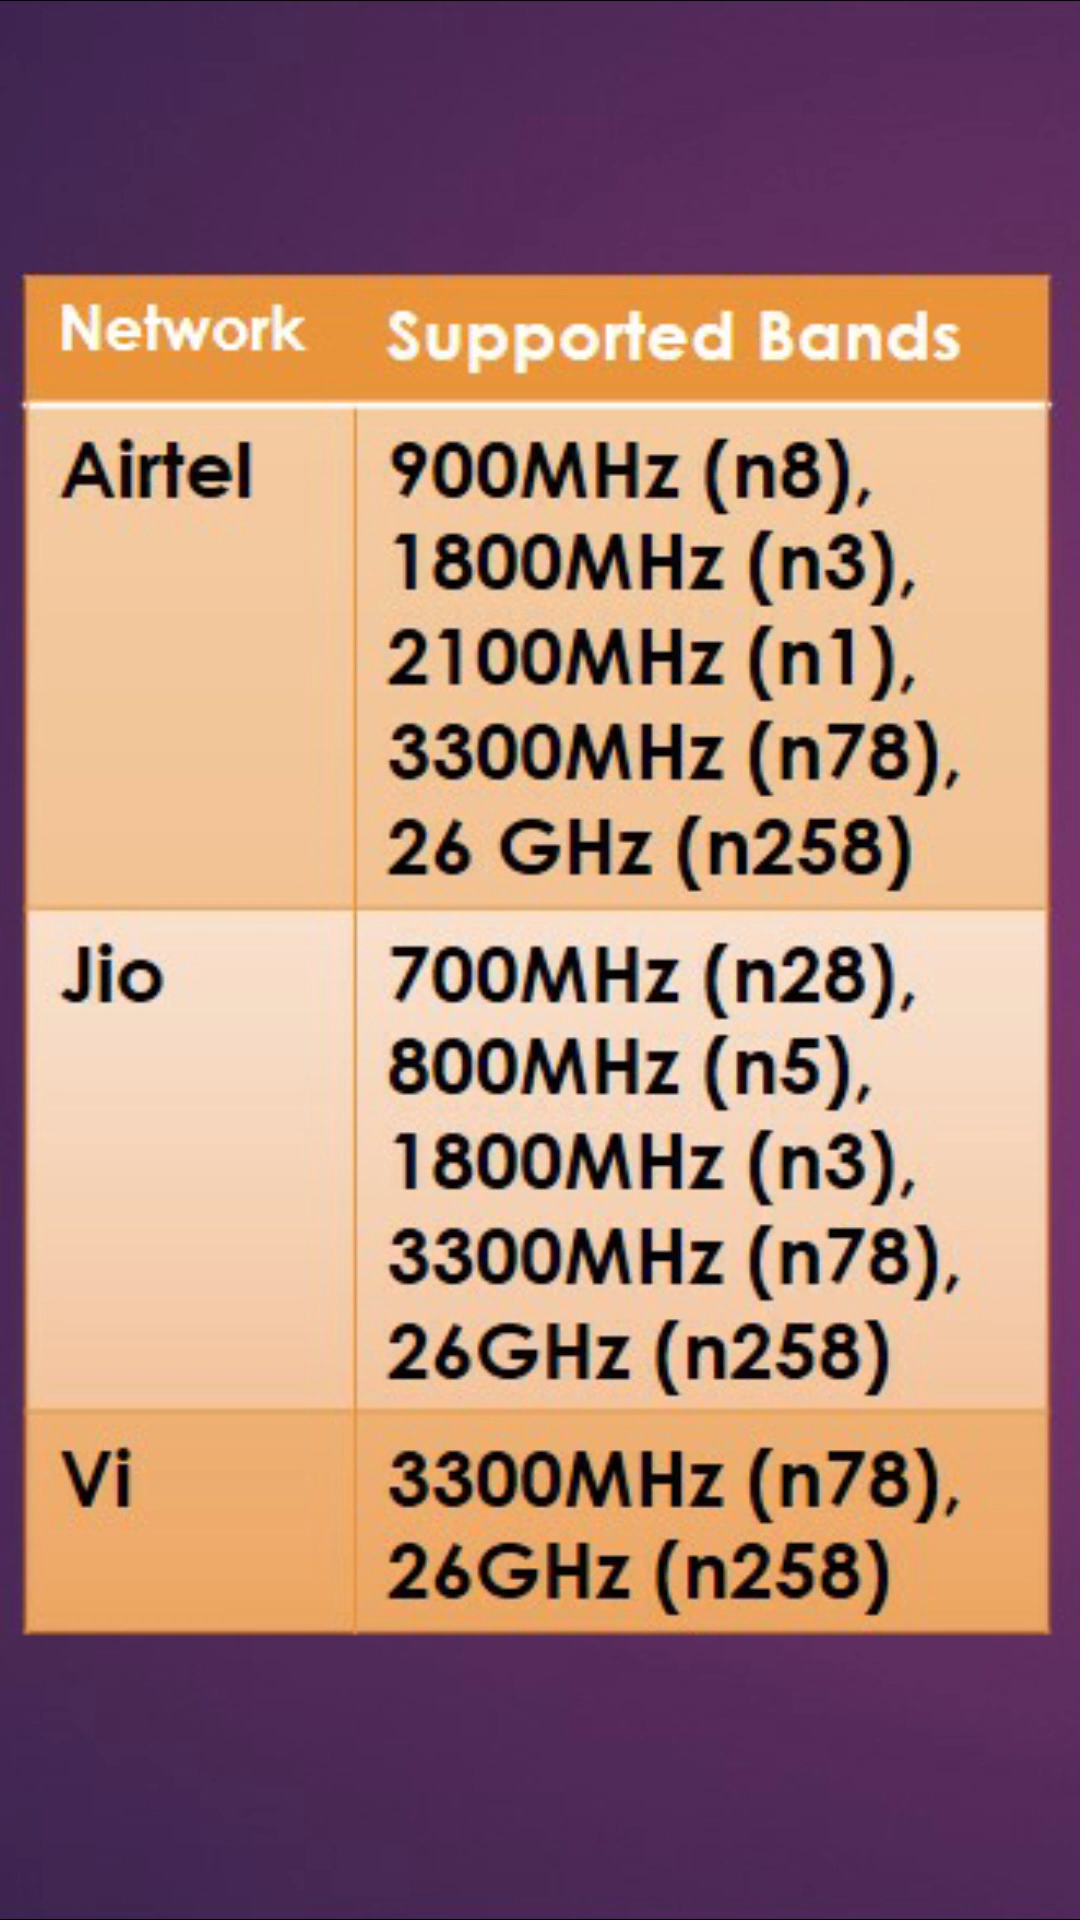 Network Supported Bands
Airtel 900MHz (n8),
1800MHz (n3),
2100MHz (n1),
3300MHz (n78),
26 GHz (n258)
Jio 700MHz (n28),
800MHz (n5),
1800MHz (n3),
3300MHz (n78),
26GHz (n258)
Vi 3300MHz (n78),
26GHz (n258)